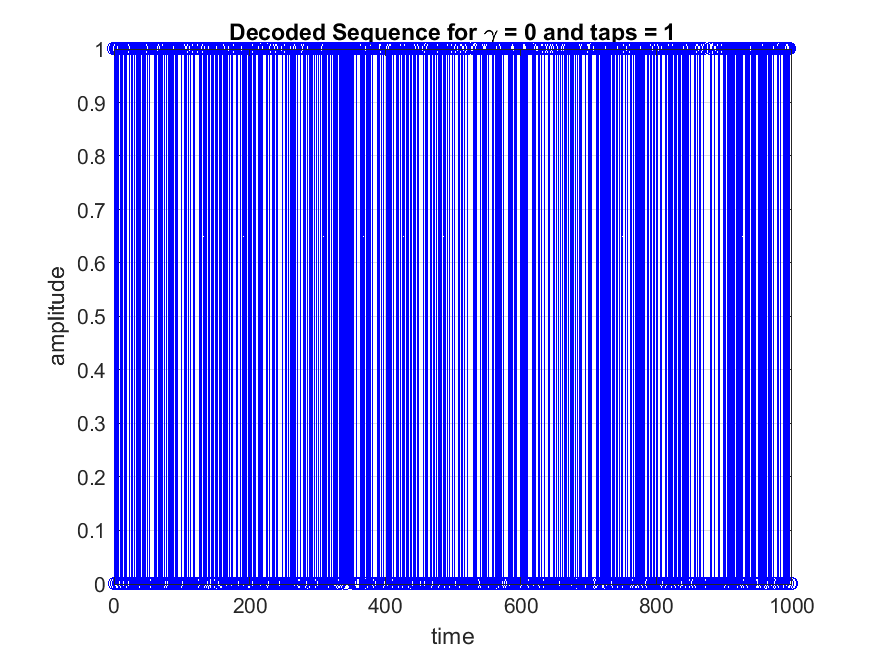 Decoded Sequence for γ = 0 and taps = 1
1
0.9
0.8
0.7
0.6
0.5
0.4
0.3
0.2
0.1
0
amplitude
0 200 400 600 800 1000
time